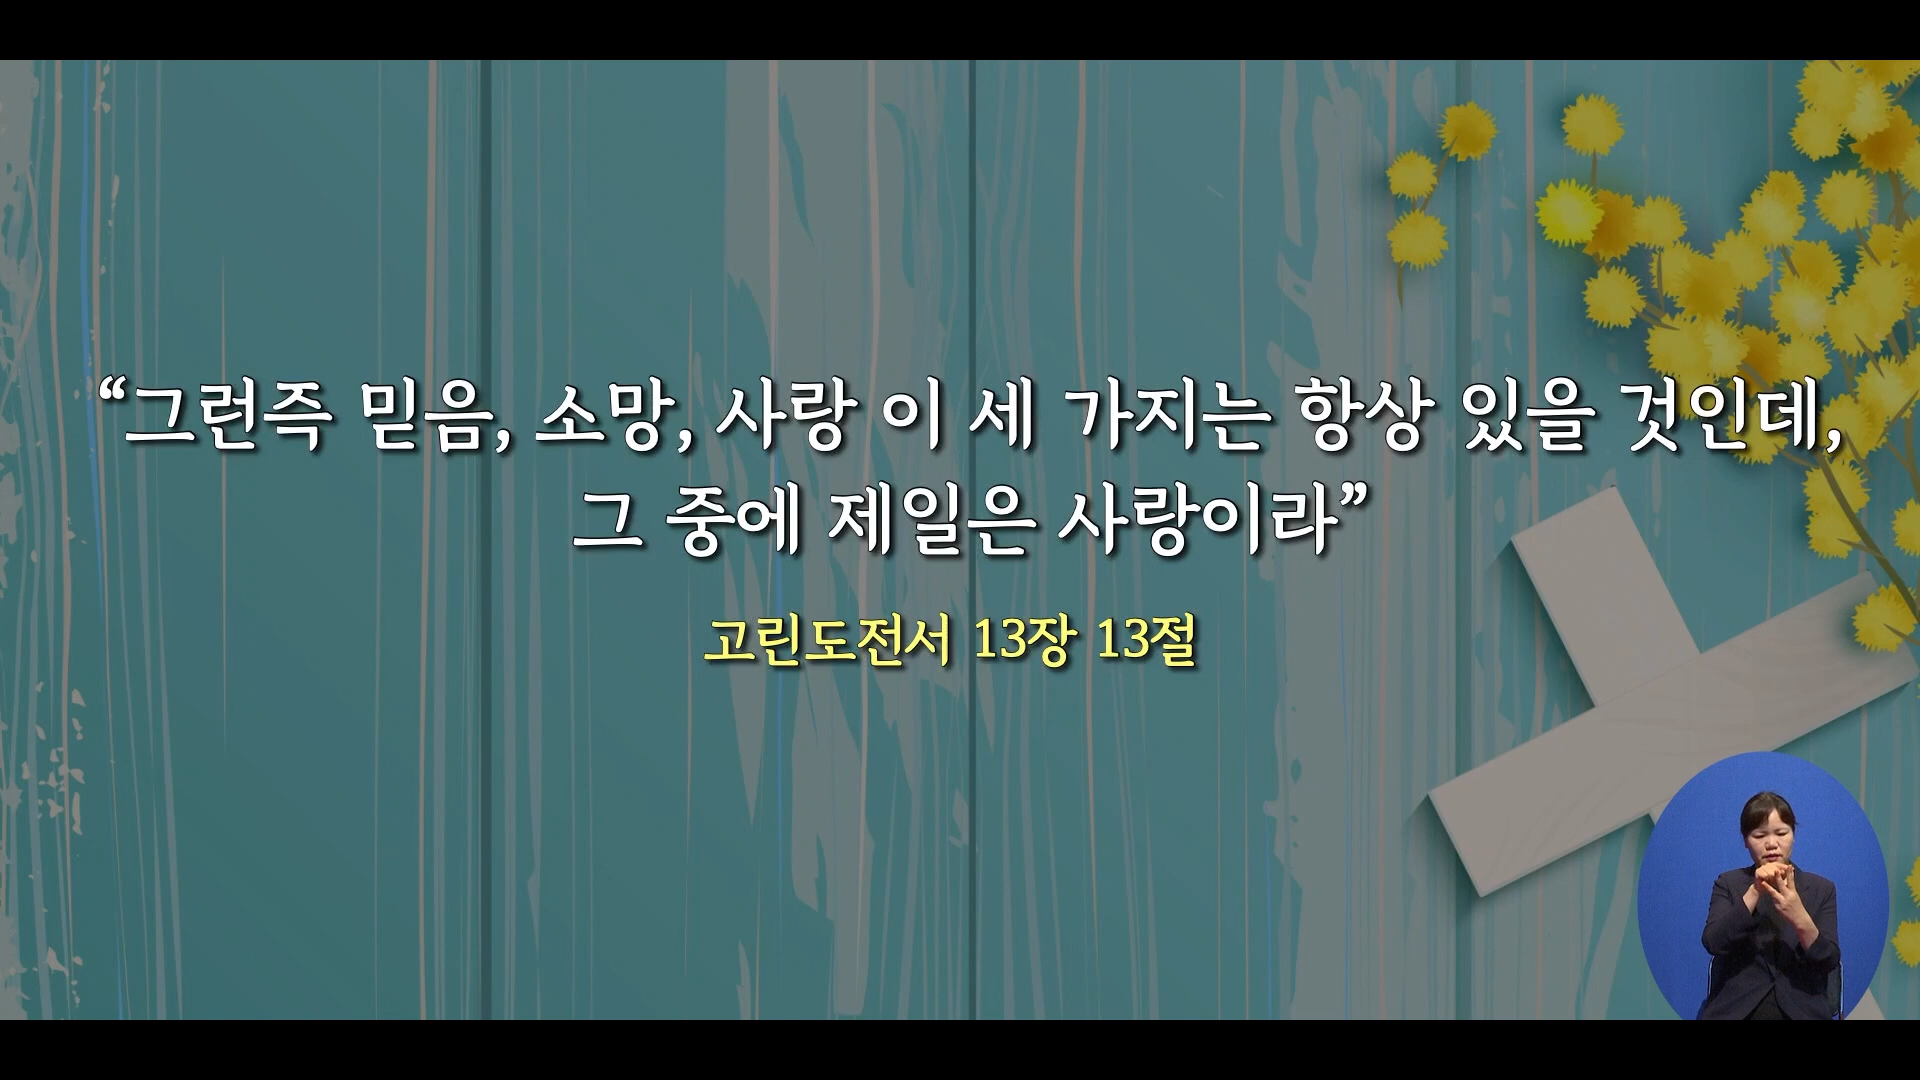 “그런즉 믿음, 소망, 사랑 이 세 가지는 항상 있을 것인데,
그 중에 제일은 사랑이라”
고린도전서 13장 13절